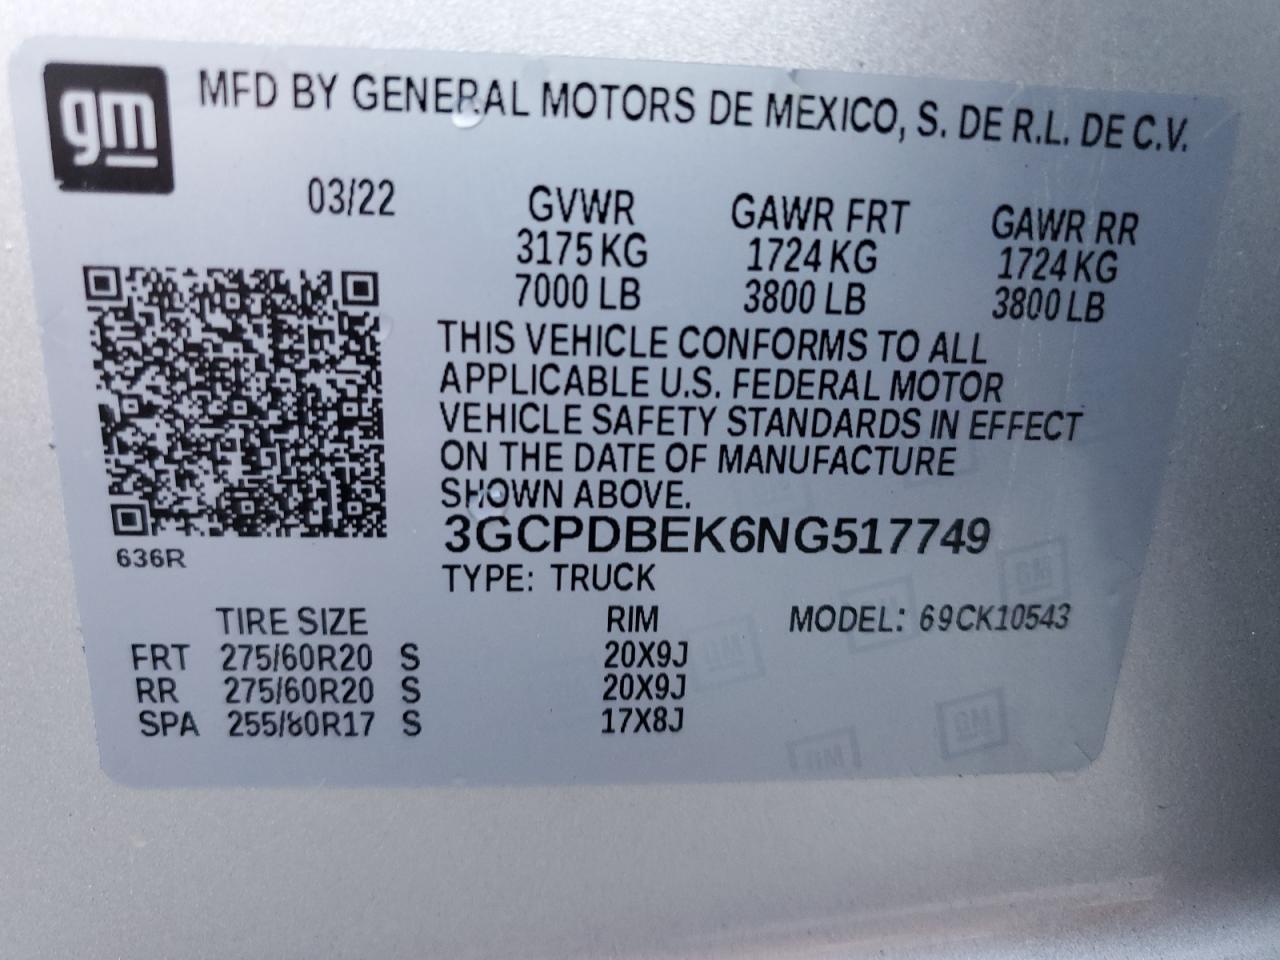 gm
MFD BY GENERAL MOTORS DE MEXICO, S. DE R.L. DE C.V.
03/22 GVWR GAWR FRT GAWR RR
3175 KG 1724 KG 1724 KG
7000 LB 3800 LB 3800 LB
THIS VEHICLE CONFORMS TO ALL
APPLICABLE U.S. FEDERAL MOTOR
VEHICLE SAFETY STANDARDS IN EFFECT
ON THE DATE OF MANUFACTURE
SHOWN ABOVE.
3GCPDBEK6NG517749
636R
TYPE: TRUCK
TIRE SIZE RIM MODEL: 69CK10543
FRT 275/60R20 S 20X9J
RR 275/60R20 S 20X9J
SPA 255/80R17 S 17X8J